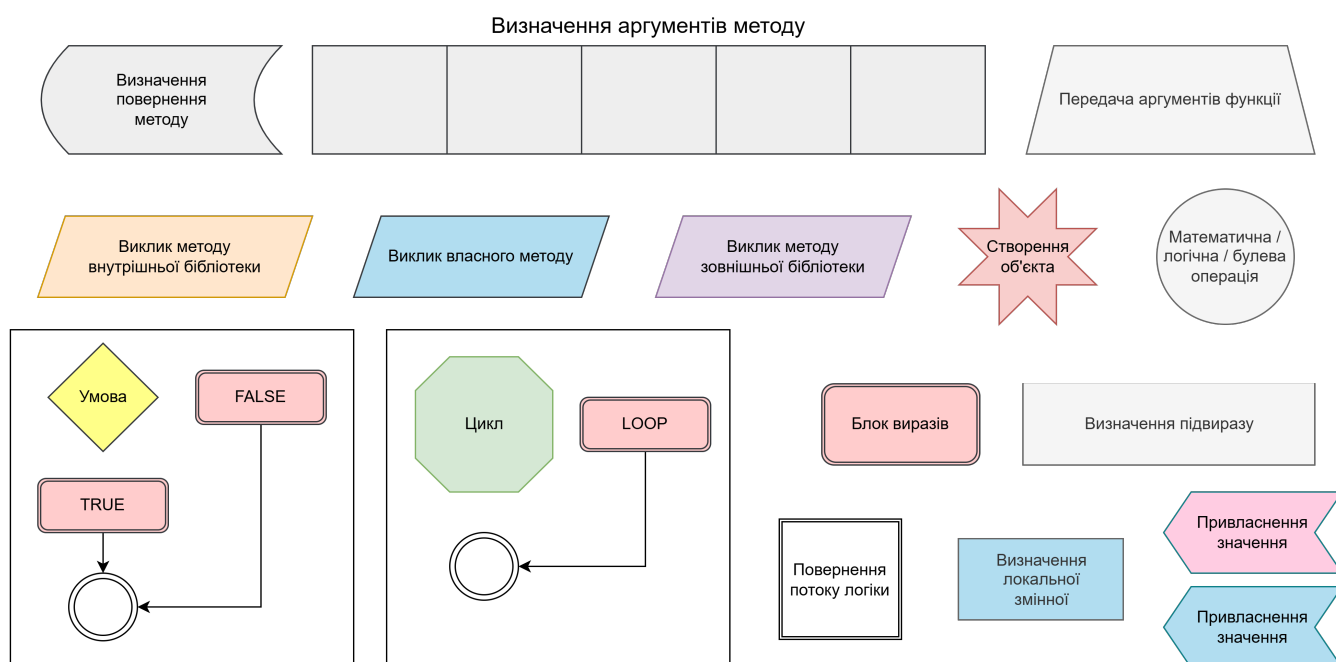 Визначення аргументів методу
Визначення
повернення
методу
Передача аргументів функції
Виклик методу
внутрішньої бібліотеки
Виклик власного методу
Виклик методу
зовнішньої бібліотеки
Створення
об'єкта
Математична /
логічна / булева
операція
Умова
FALSE
TRUE
Цикл
LOOP
Блок виразів
Визначення підвиразу
Повернення
потоку логіки
Визначення
локальної
змінної
Привласнення
значення
Привласнення
значення